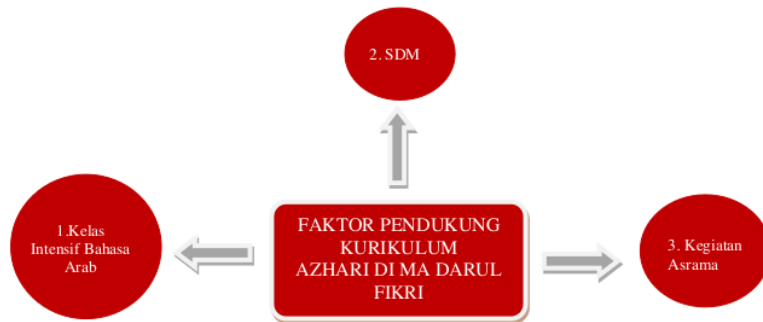 2. SDM
1.Kelas
Intensif Bahasa
Arab
FAKTOR PENDUKUNG
KURIKULUM
AZHARI DI MA DARUL
FIKRI
3. Kegiatan
Asrama